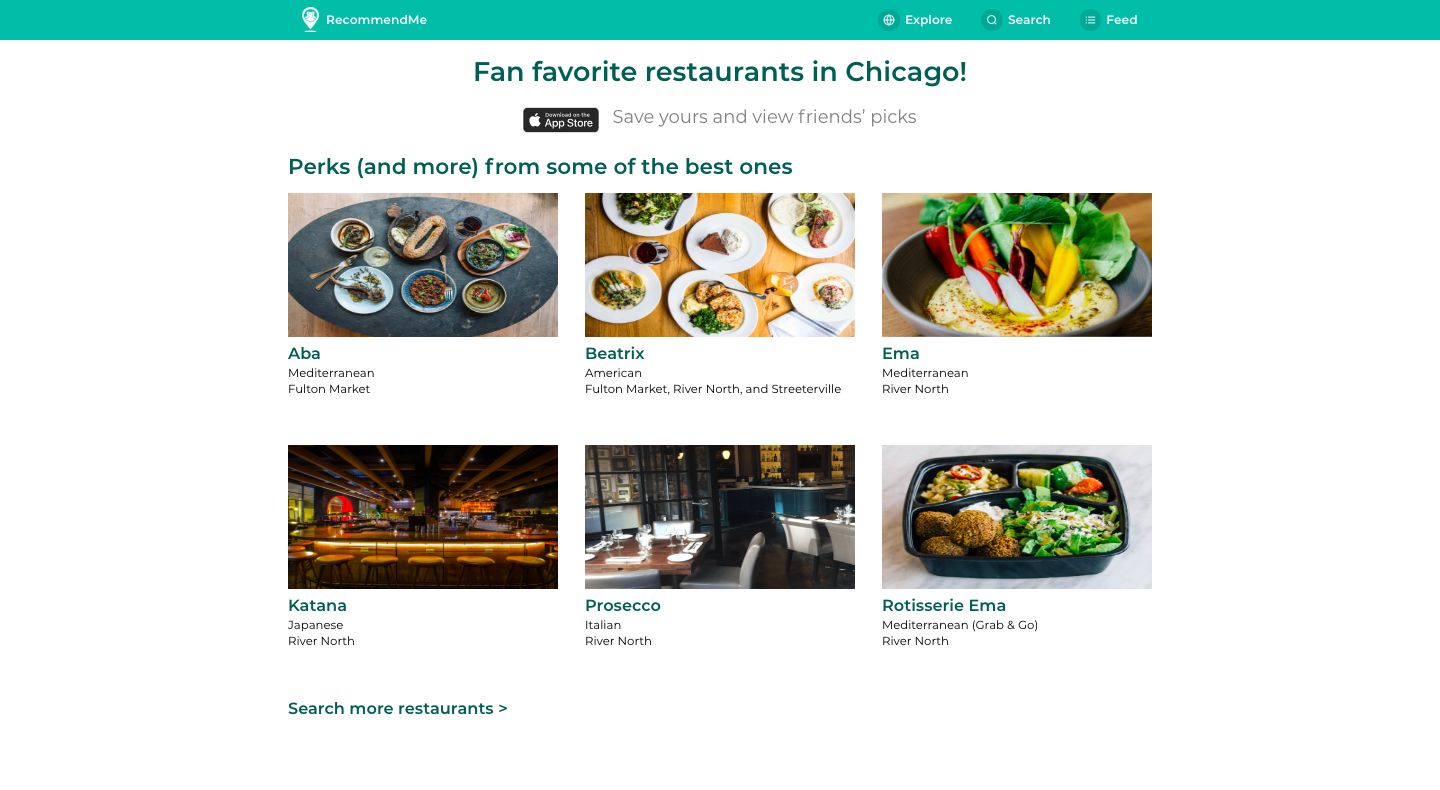 RecommendMe
Explore
Search
Feed
Fan favorite restaurants in Chicago!
Download on the
App Store
Save yours and view friends’ picks
Perks (and more) from some of the best ones
Aba
Mediterranean
Fulton Market
Beatrix
American
Fulton Market, River North, and Streeterville
Ema
Mediterranean
River North
Katana
Japanese
River North
Prosecco
Italian
River North
Rotisserie Ema
Mediterranean (Grab & Go)
River North
Search more restaurants >